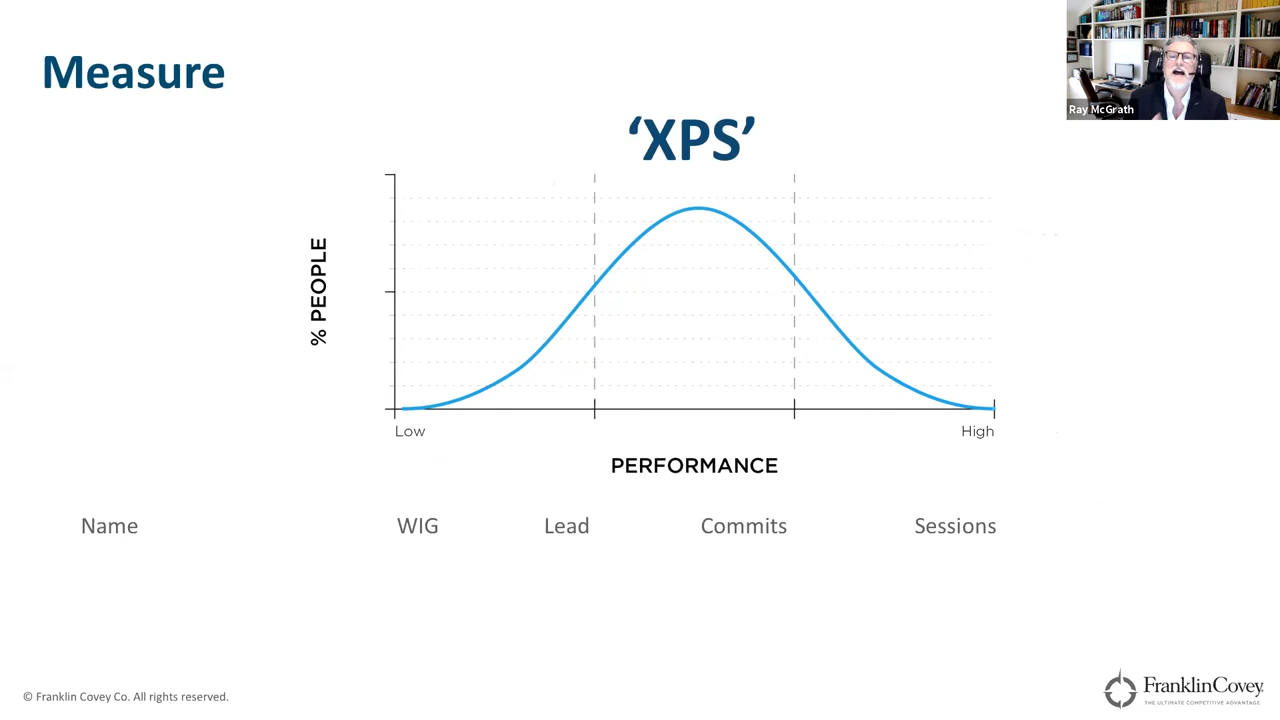 Measure
Ray McGrath
‘XPS’
% PEOPLE
Low
High
PERFORMANCE
Name
WIG
Lead
Commits
Sessions
© Franklin Covey Co. All rights reserved.
FranklinCovey
THE ULTIMATE COMPETITIVE ADVANTAGE